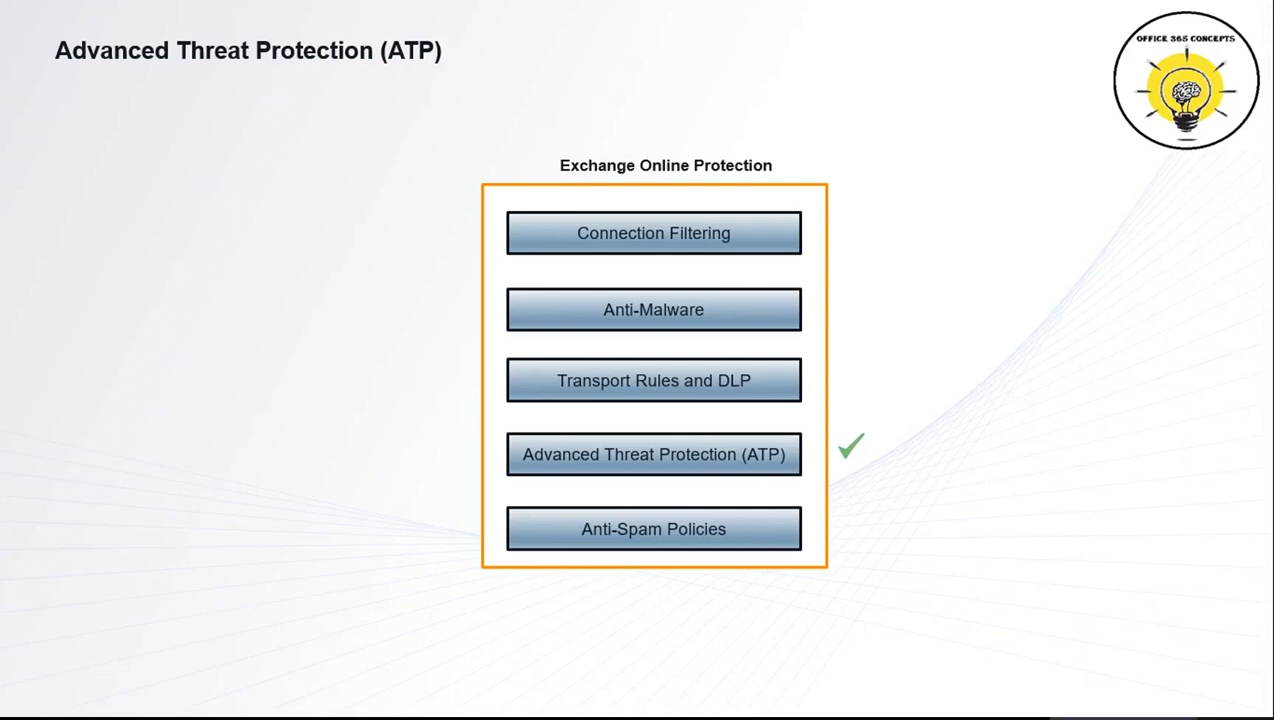 Advanced Threat Protection (ATP)
OFFICE 365 CONCEPTS
Exchange Online Protection
Connection Filtering
Anti-Malware
Transport Rules and DLP
Advanced Threat Protection (ATP)
Anti-Spam Policies